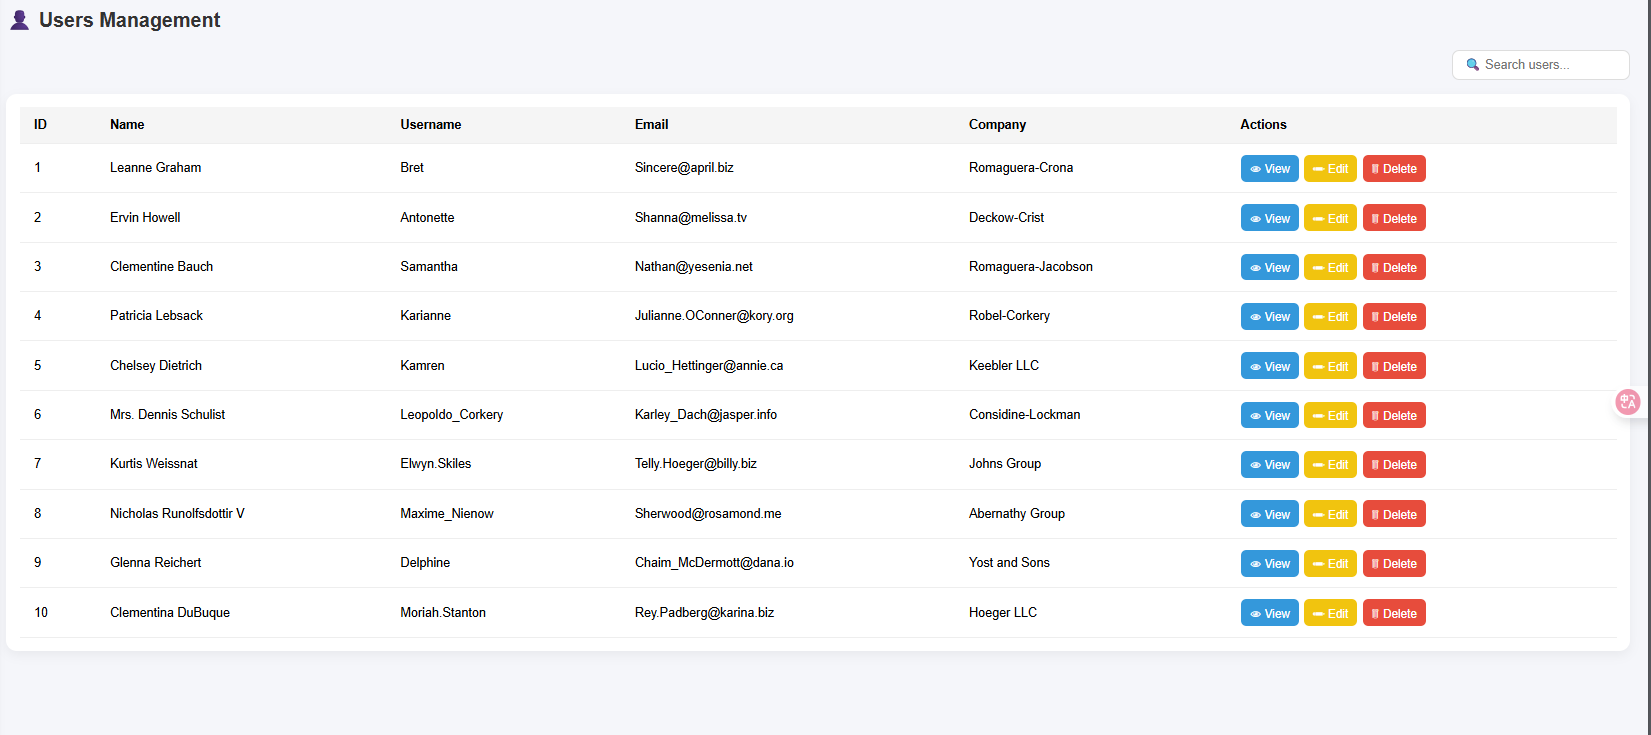 Users Management
Search users...
ID Name Username Email Company Actions
1 Leanne Graham Bret Sincere@april.biz Romaguera-Crona View Edit Delete
2 Ervin Howell Antonette Shanna@melissa.tv Deckow-Crist View Edit Delete
3 Clementine Bauch Samantha Nathan@yesenia.net Romaguera-Jacobson View Edit Delete
4 Patricia Lebsack Karianne Julianne.OConner@kory.org Robel-Corkery View Edit Delete
5 Chelsey Dietrich Kamren Lucio_Hettinger@annie.ca Keebler LLC View Edit Delete
6 Mrs. Dennis Schulist Leopoldo_Corkery Karley_Dach@jasper.info Considine-Lockman View Edit Delete
7 Kurtis Weissnat Elwyn.Skiles Telly.Hoeger@billy.biz Johns Group View Edit Delete
8 Nicholas Runolfsdottir V Maxime_Nienow Sherwood@rosamond.me Abernathy Group View Edit Delete
9 Glenna Reichert Delphine Chaim_McDermott@dana.io Yost and Sons View Edit Delete
10 Clementina DuBuque Moriah.Stanton Rey.Padberg@karina.biz Hoeger LLC View Edit Delete
中A